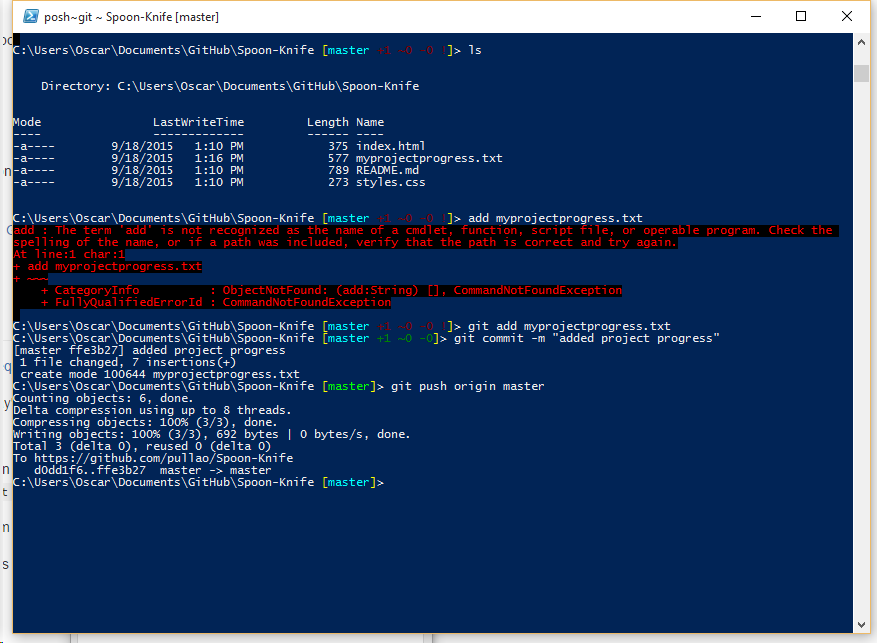 posh~git ~ Spoon-Knife [master]
C:\Users\Oscar\Documents\GitHub\Spoon-Knife [master +1 ~0 -0 !]> ls
Directory: C:\Users\Oscar\Documents\GitHub\Spoon-Knife
Mode LastWriteTime Length Name
---- ------------- ------ ----
-a---- 9/18/2015 1:10 PM 375 index.html
-a---- 9/18/2015 1:16 PM 577 myprojectprogress.txt
-a---- 9/18/2015 1:10 PM 789 README.md
-a---- 9/18/2015 1:10 PM 273 styles.css
C:\Users\Oscar\Documents\GitHub\Spoon-Knife [master +1 ~0 -0 !]> add myprojectprogress.txt
add : The term 'add' is not recognized as the name of a cmdlet, function, script file, or operable program. Check the
spelling of the name, or if a path was included, verify that the path is correct and try again.
At line:1 char:1
+ add myprojectprogress.txt
+ ~~~
+ CategoryInfo : ObjectNotFound: (add:String) [], CommandNotFoundException
+ FullyQualifiedErrorId : CommandNotFoundException
C:\Users\Oscar\Documents\GitHub\Spoon-Knife [master +1 ~0 -0 !]> git add myprojectprogress.txt
C:\Users\Oscar\Documents\GitHub\Spoon-Knife [master +1 ~0 -0]> git commit -m "added project progress"
[master ffe3b27] added project progress
1 file changed, 7 insertions(+)
create mode 100644 myprojectprogress.txt
C:\Users\Oscar\Documents\GitHub\Spoon-Knife [master]> git push origin master
Counting objects: 6, done.
Delta compression using up to 8 threads.
Compressing objects: 100% (3/3), done.
Writing objects: 100% (3/3), 692 bytes | 0 bytes/s, done.
Total 3 (delta 0), reused 0 (delta 0)
To https://github.com/pullao/Spoon-Knife
d0dd1f6..ffe3b27 master -> master
C:\Users\Oscar\Documents\GitHub\Spoon-Knife [master]>